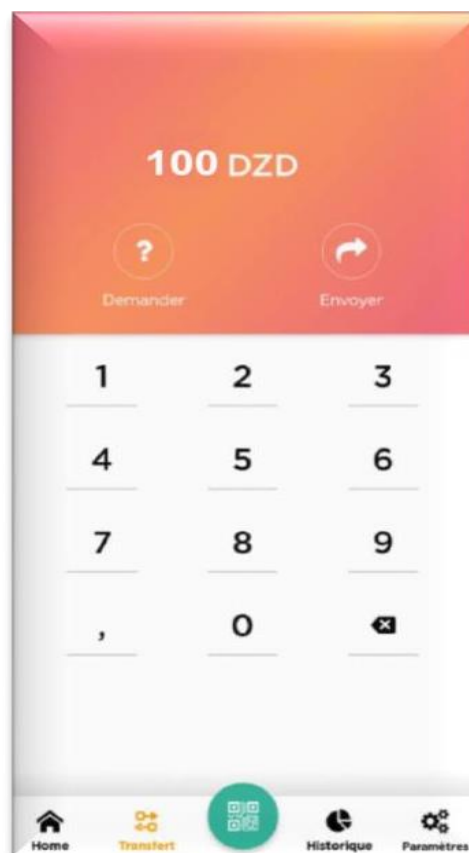 100 DZD
?
Demander Envoyer
1 2 3
4 5 6
7 8 9
, 0
Home Transfert Historique Paramètres